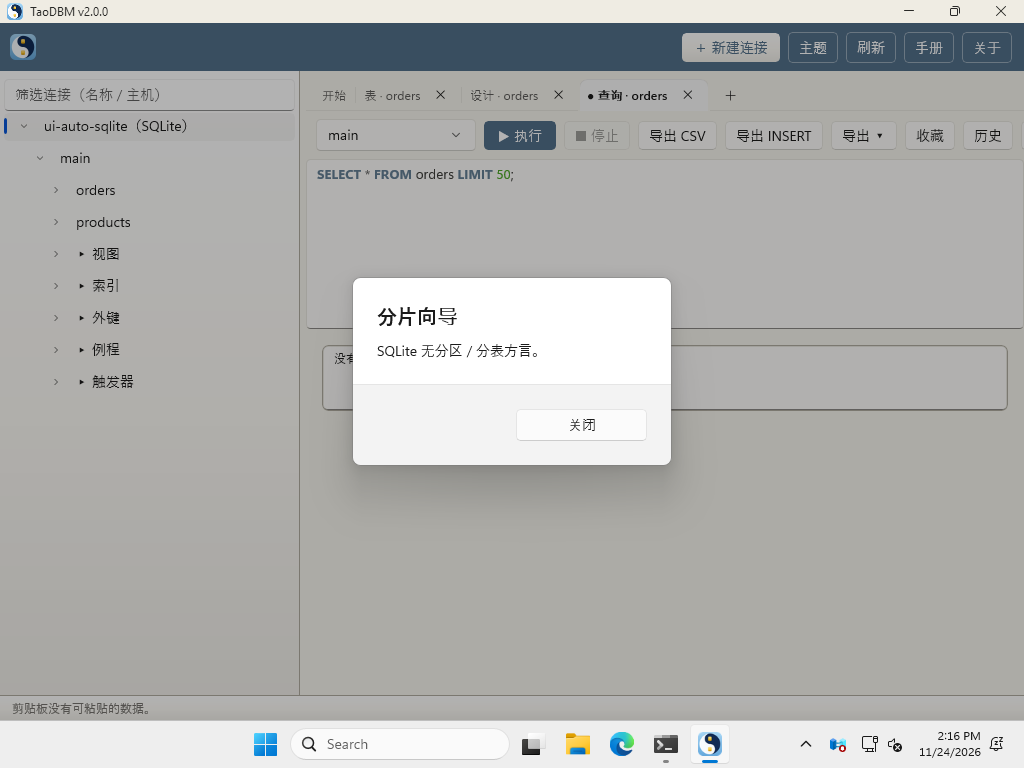 TaoDBM v2.0.0
+ 新建连接 主题 刷新 手册 关于
筛选连接（名称 / 主机）
开始 表 · orders 设计 · orders ● 查询 · orders
ui-auto-sqlite（SQLite）
main
orders
products
视图
索引
外键
例程
触发器
main 执行 停止 导出 CSV 导出 INSERT 导出 收藏 历史
SELECT * FROM orders LIMIT 50;
没有
分片向导
SQLite 无分区 / 分表方言。
关闭
剪贴板没有可粘贴的数据。
Search
2:16 PM
11/24/2026